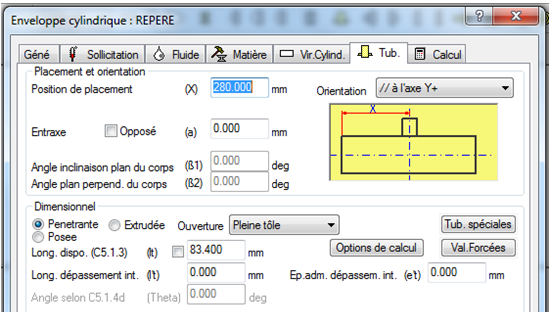 Enveloppe cylindrique : REPERE
Géné Sollicitation Fluide Matière Vir.Cylind. Tub. Calcul
Placement et orientation
Position de placement (X) 280.000 mm Orientation // à l'axe Y+
X
Entraxe Opposé (a) 0.000 mm
Angle inclinaison plan du corps (ß1) 0.000 deg
Angle plan perpend. du corps (ß2) 0.000 deg
Dimensionnel
Penetrante Extrudée Ouverture Pleine tôle Tub. spéciales
Posee
Long. dispo. (C5.1.3) (lt) 83.400 mm Options de calcul Val.Forcées
Long. dépassement int. (l't) 0.000 mm Ep.adm. dépassem. int. (e't) 0.000 mm
Angle selon C5.1.4d (Theta) 0.000 deg